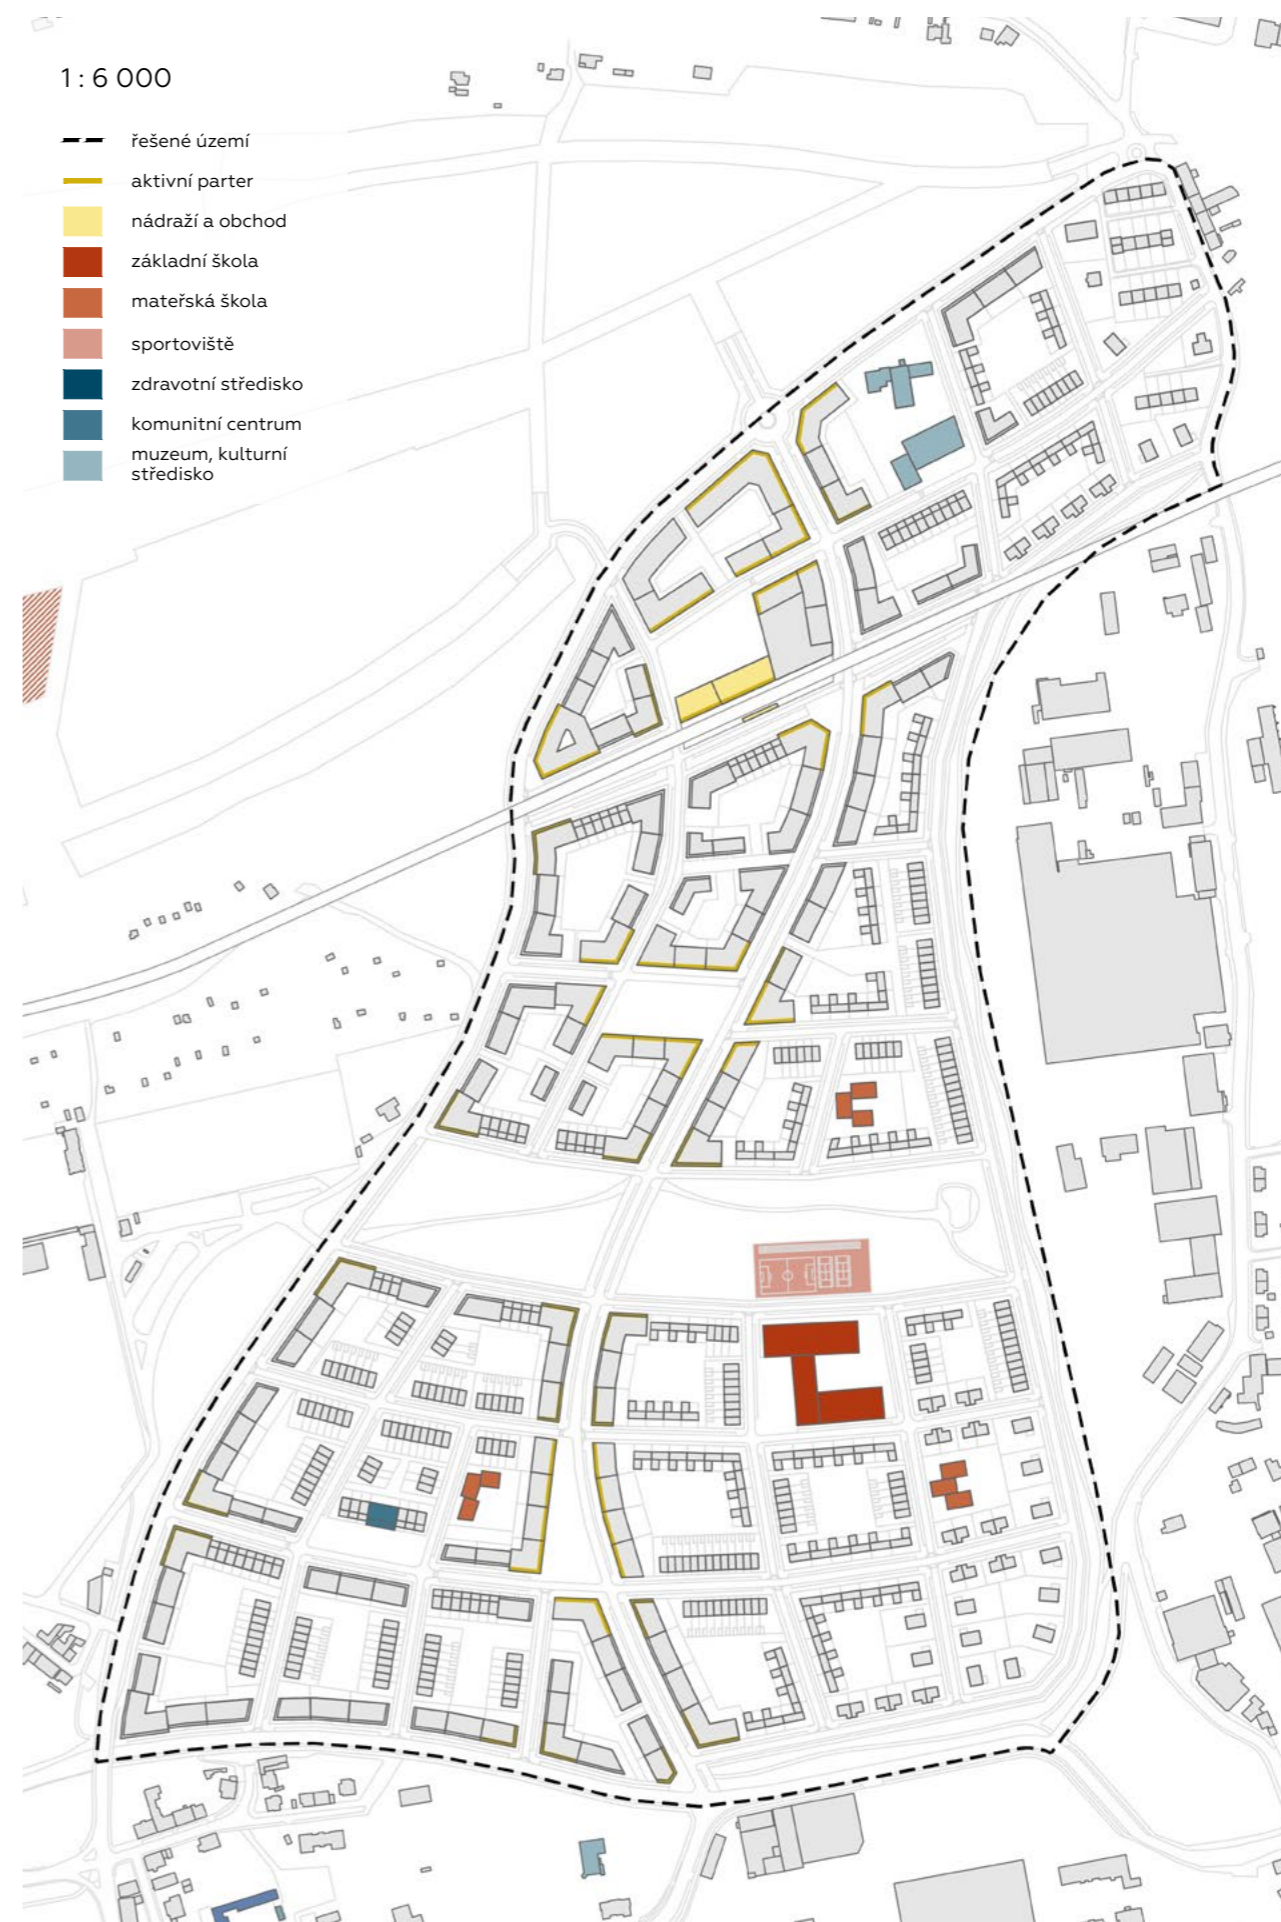 1 : 6 000
řešené území
aktivní parter
nádraží a obchod
základní škola
mateřská škola
sportoviště
zdravotní středisko
komunitní centrum
muzeum, kulturní
středisko